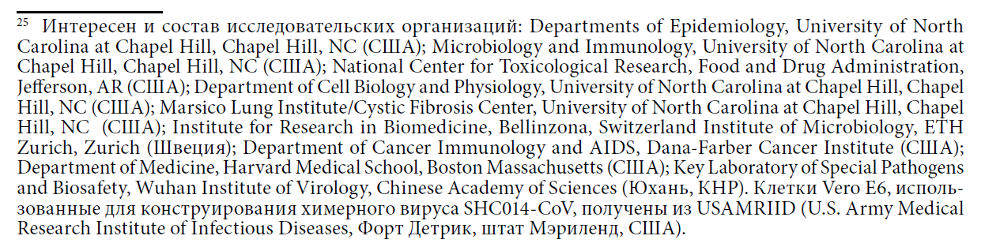 25 Интересен и состав исследовательских организаций: Departments of Epidemiology, University of North
Carolina at Chapel Hill, Chapel Hill, NC (США); Microbiology and Immunology, University of North Carolina at
Chapel Hill, Chapel Hill, NC (США); National Center for Toxicological Research, Food and Drug Administration,
Jefferson, AR (США); Department of Cell Biology and Physiology, University of North Carolina at Chapel Hill, Chapel
Hill, NC (США); Marsico Lung Institute/Cystic Fibrosis Center, University of North Carolina at Chapel Hill, Chapel
Hill, NC (США); Institute for Research in Biomedicine, Bellinzona, Switzerland Institute of Microbiology, ETH
Zurich, Zurich (Швеция); Department of Cancer Immunology and AIDS, Dana-Farber Cancer Institute (США);
Department of Medicine, Harvard Medical School, Boston Massachusetts (США); Key Laboratory of Special Pathogens
and Biosafety, Wuhan Institute of Virology, Chinese Academy of Sciences (Юхань, КНР). Клетки Vero E6, исполь-
зованные для конструирования химерного вируса SHC014-CoV, получены из USAMRIID (U.S. Army Medical
Research Institute of Infectious Diseases, Форт Детрик, штат Мэриленд, США).